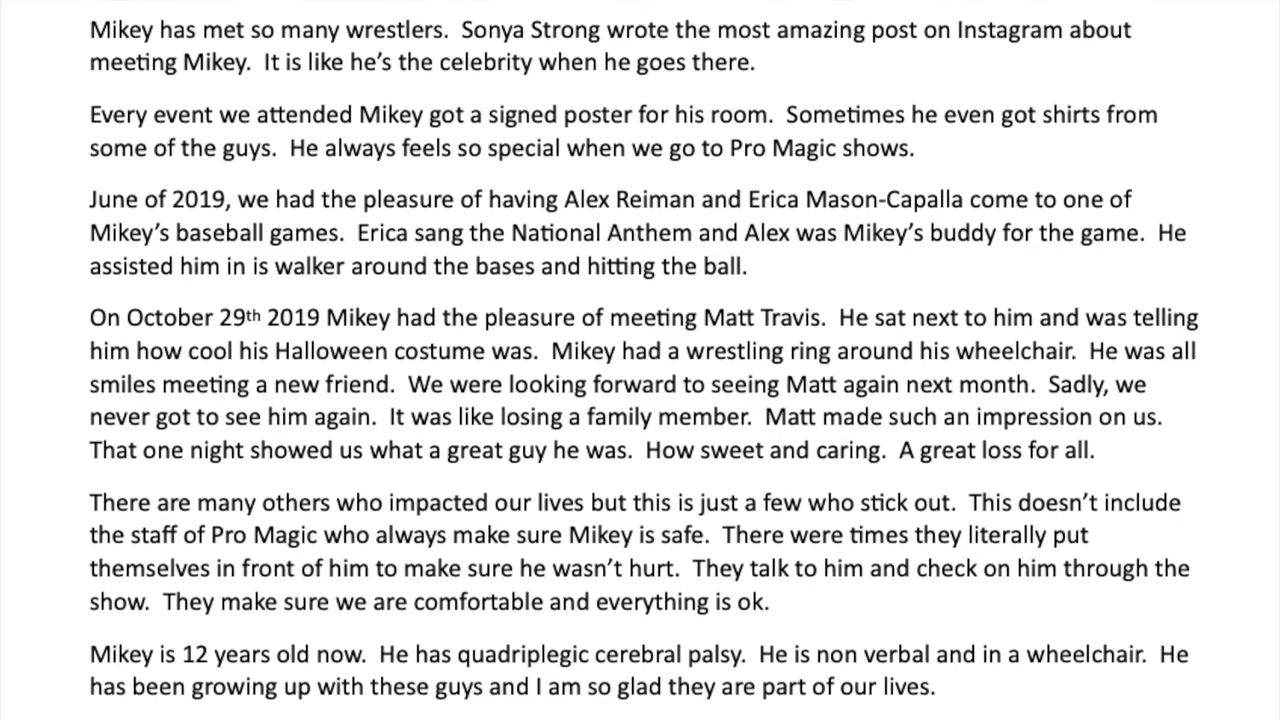 Mikey has met so many wrestlers.  Sonya Strong wrote the most amazing post on Instagram about
meeting Mikey.  It is like he’s the celebrity when he goes there.
Every event we attended Mikey got a signed poster for his room.  Sometimes he even got shirts from
some of the guys.  He always feels so special when we go to Pro Magic shows.
June of 2019, we had the pleasure of having Alex Reiman and Erica Mason-Capalla come to one of
Mikey’s baseball games.  Erica sang the National Anthem and Alex was Mikey’s buddy for the game.  He
assisted him in is walker around the bases and hitting the ball.
On October 29th 2019 Mikey had the pleasure of meeting Matt Travis.  He sat next to him and was telling
him how cool his Halloween costume was.  Mikey had a wrestling ring around his wheelchair.  He was all
smiles meeting a new friend.  We were looking forward to seeing Matt again next month.  Sadly, we
never got to see him again.  It was like losing a family member.  Matt made such an impression on us.
That one night showed us what a great guy he was.  How sweet and caring.  A great loss for all.
There are many others who impacted our lives but this is just a few who stick out.  This doesn’t include
the staff of Pro Magic who always make sure Mikey is safe.  There were times they literally put
themselves in front of him to make sure he wasn’t hurt.  They talk to him and check on him through the
show.  They make sure we are comfortable and everything is ok.
Mikey is 12 years old now.  He has quadriplegic cerebral palsy.  He is non verbal and in a wheelchair.  He
has been growing up with these guys and I am so glad they are part of our lives.